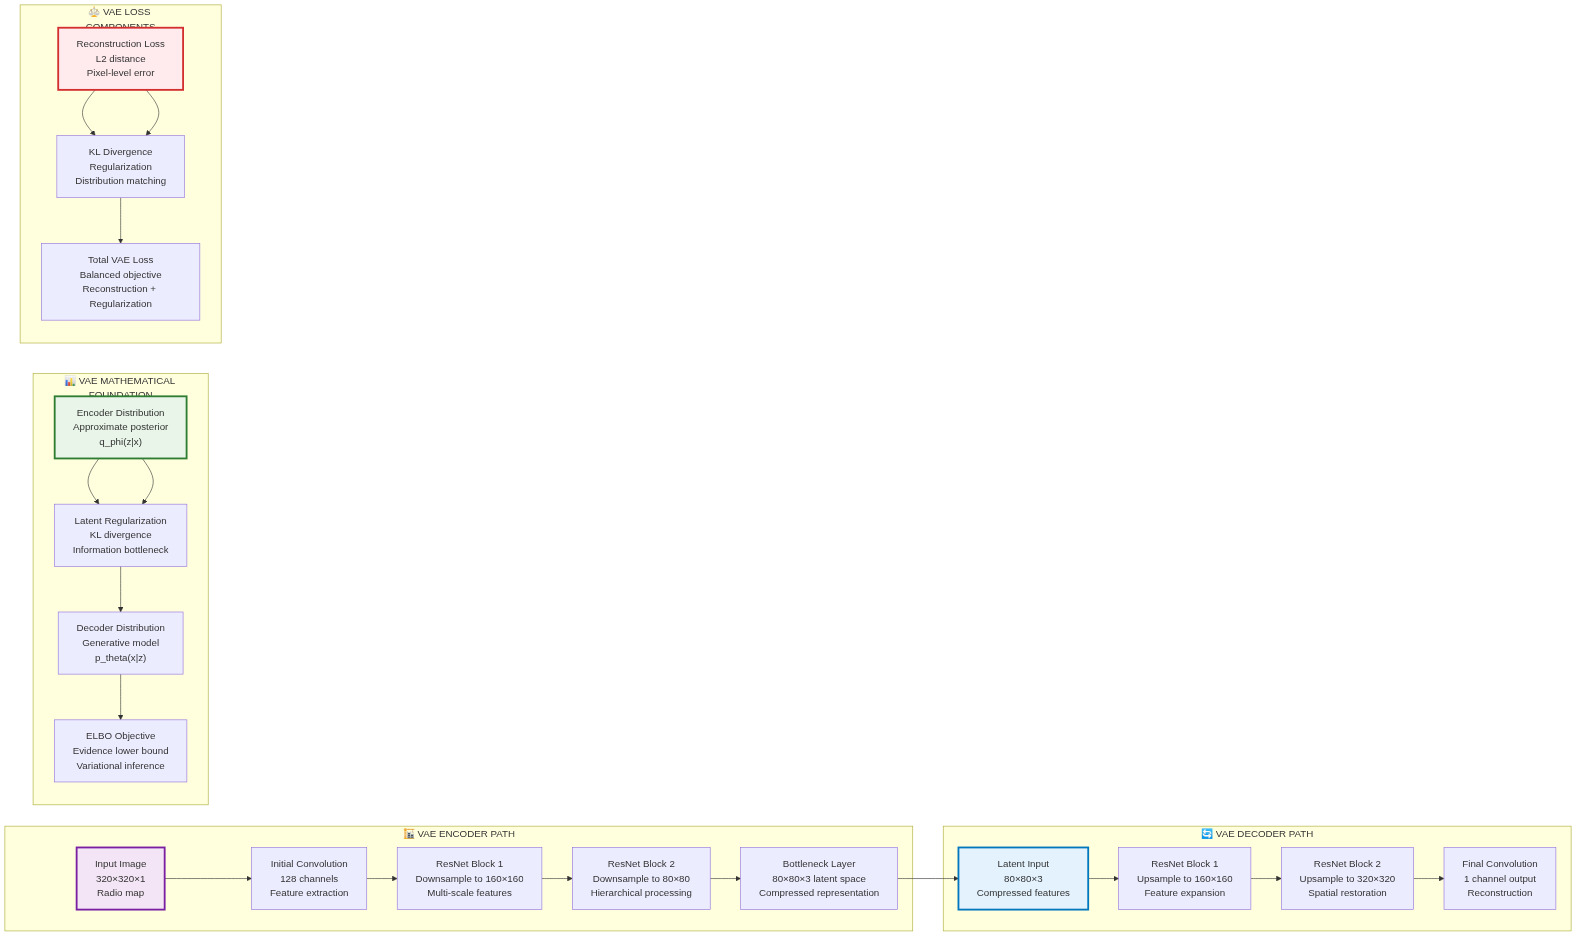 ⚖️ VAE LOSS
COMPONENTS
Reconstruction Loss
L2 distance
Pixel-level error
KL Divergence
Regularization
Distribution matching
Total VAE Loss
Balanced objective
Reconstruction +
Regularization
📊 VAE MATHEMATICAL
FOUNDATION
Encoder Distribution
Approximate posterior
q_phi(z|x)
Latent Regularization
KL divergence
Information bottleneck
Decoder Distribution
Generative model
p_theta(x|z)
ELBO Objective
Evidence lower bound
Variational inference
🏗️ VAE ENCODER PATH
Input Image
320×320×1
Radio map
Initial Convolution
128 channels
Feature extraction
ResNet Block 1
Downsample to 160×160
Multi-scale features
ResNet Block 2
Downsample to 80×80
Hierarchical processing
Bottleneck Layer
80×80×3 latent space
Compressed representation
🔄 VAE DECODER PATH
Latent Input
80×80×3
Compressed features
ResNet Block 1
Upsample to 160×160
Feature expansion
ResNet Block 2
Upsample to 320×320
Spatial restoration
Final Convolution
1 channel output
Reconstruction